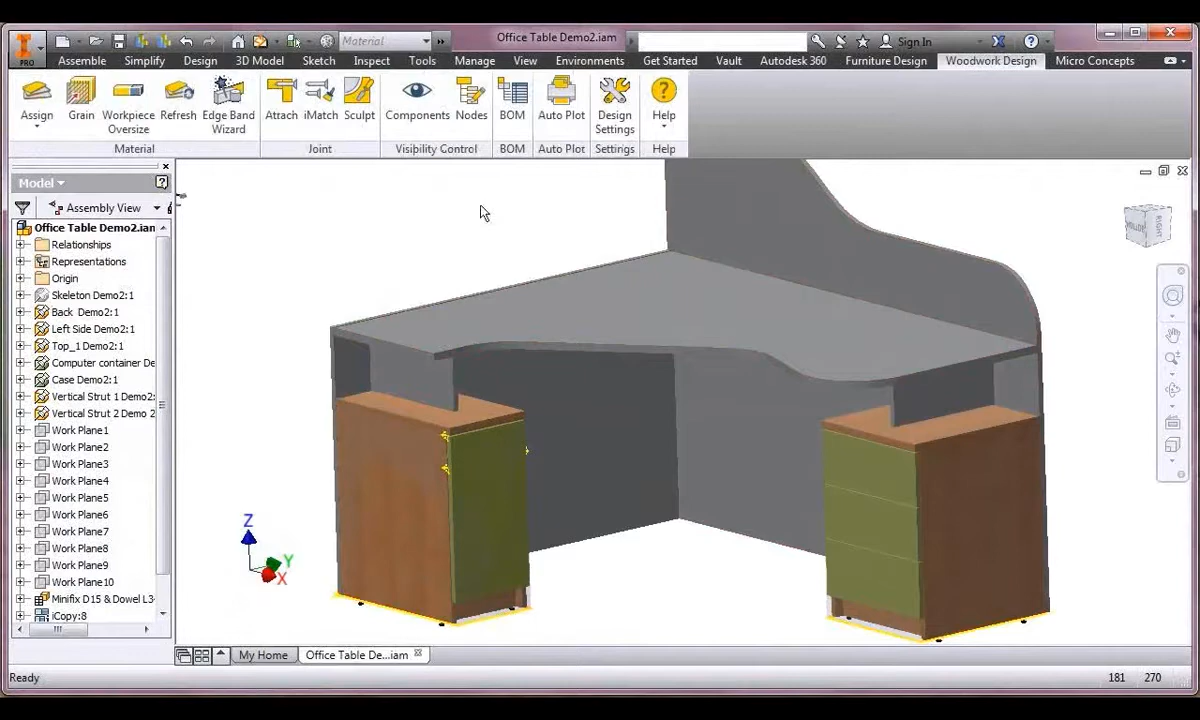 PRO
Material
Office Table Demo2.iam
Sign In
Assemble Simplify Design 3D Model Sketch Inspect Tools Manage View Environments Get Started Vault Autodesk 360 Furniture Design Woodwork Design Micro Concepts
Assign Grain Workpiece Oversize Refresh Edge Band Wizard Attach iMatch Sculpt Components Nodes BOM Auto Plot Design Settings Help
Material Joint Visibility Control BOM Auto Plot Settings Help
Model
Assembly View
Office Table Demo2.iam
Relationships
Representations
Origin
Skeleton Demo2:1
Back Demo2:1
Left Side Demo2:1
Top_1 Demo2:1
Computer container De
Case Demo2:1
Vertical Strut 1 Demo2:
Vertical Strut 2 Demo 2
Work Plane1
Work Plane2
Work Plane3
Work Plane4
Work Plane5
Work Plane6
Work Plane7
Work Plane8
Work Plane9
Work Plane10
Minifix D15 & Dowel L3
iCopy:8
RIGHT
Z
Y
X
My Home
Office Table De...iam
Ready
181 270